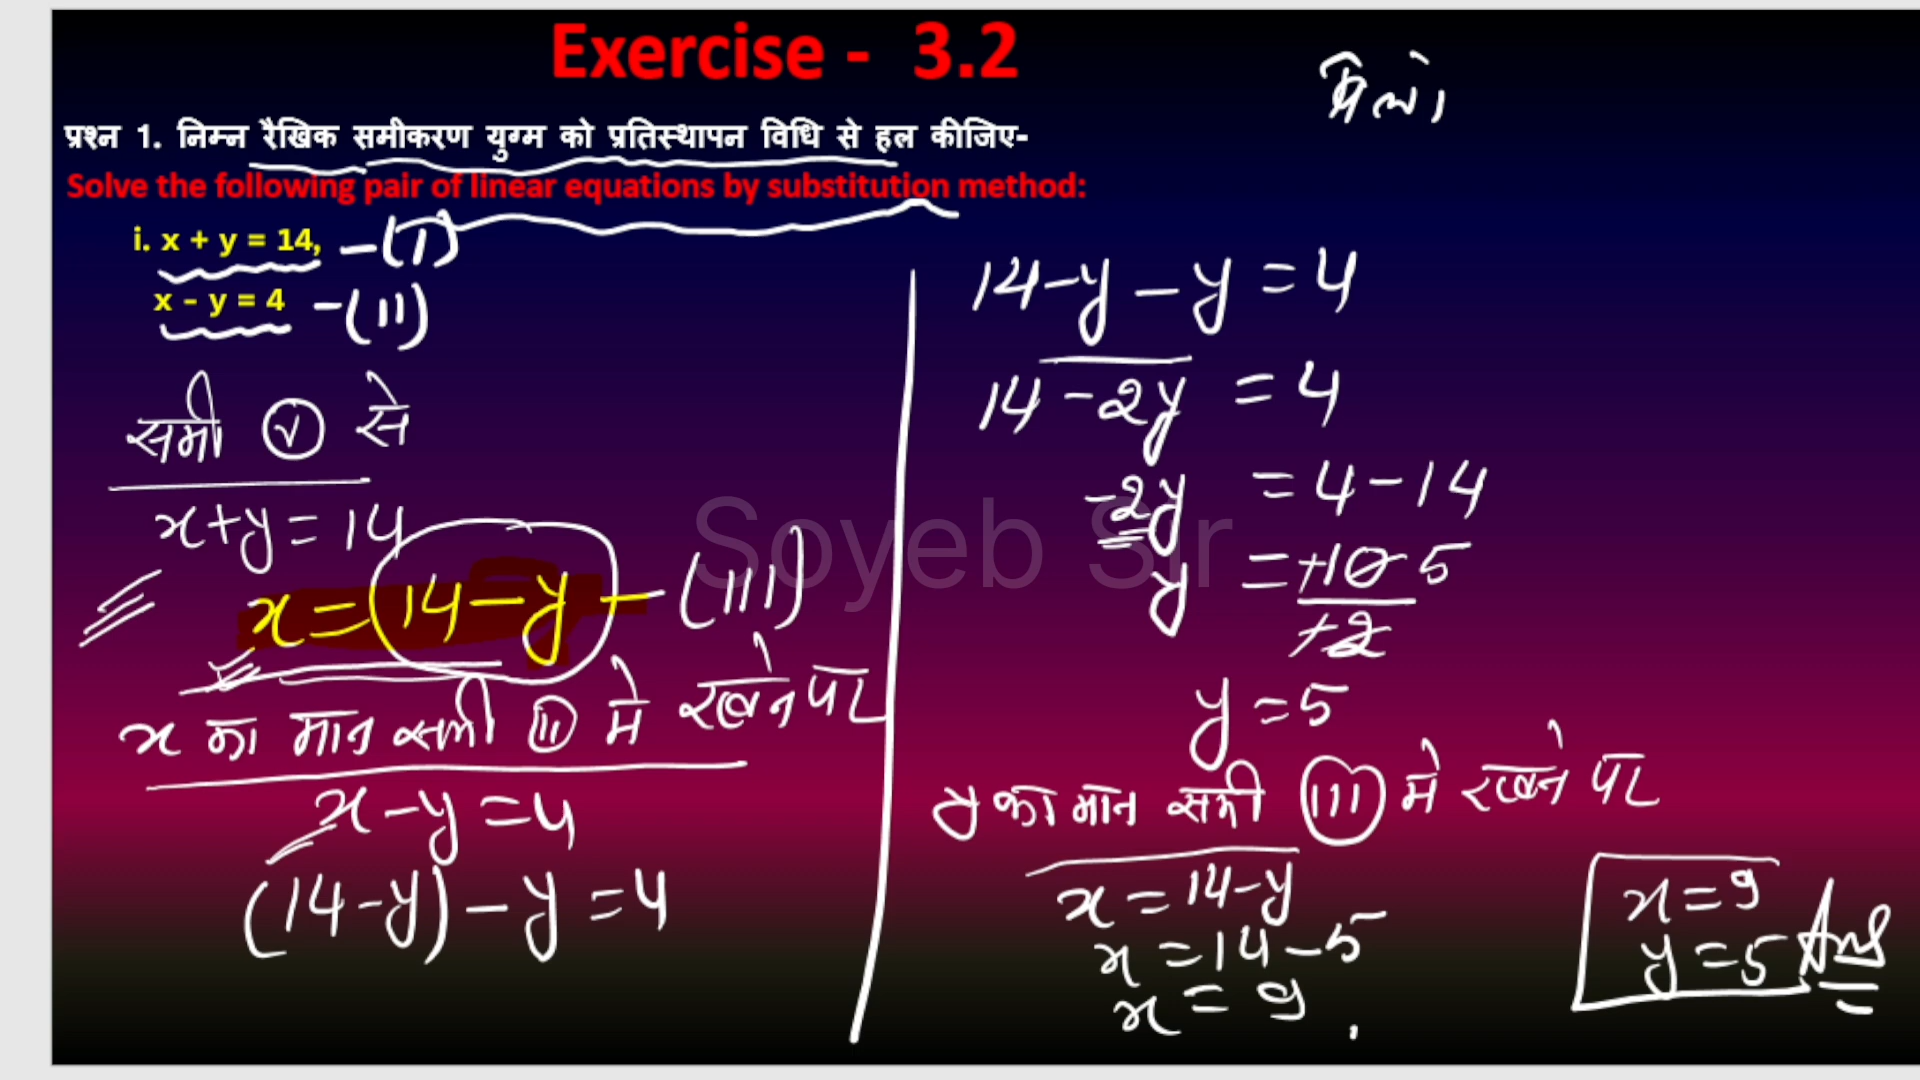 Exercise - 3.2
प्रश्न 1. निम्न रैखिक समीकरण युग्म को प्रतिस्थापन विधि से हल कीजिए-
Solve the following pair of linear equations by substitution method:
i. x + y = 14, -(I)
x - y = 4 -(II)
समी से
x+y=14
x=14-y -(III)
x का मान समी (II) मे रखने पर
x-y=4
(14-y)-y=4
14-y-y=4
14-2y=4
-2y=4-14
y=+10 5
+2
y=5
y का मान समी (III) मे रखने पर
x=14-y
x=14-5
x=9
x=9
y=5 Ans
Soyeb Sir